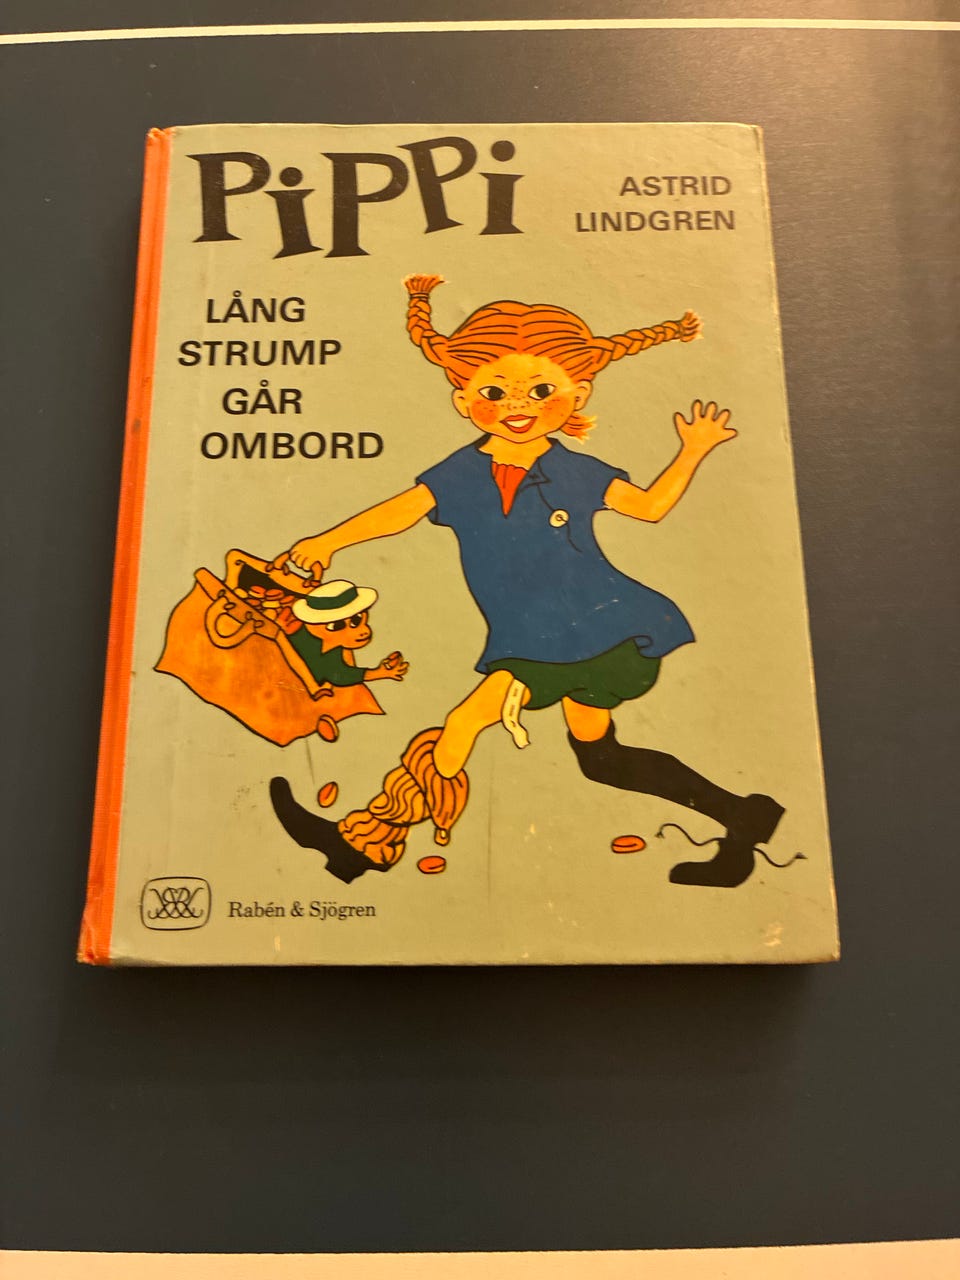 PiPPi
ASTRID
LINDGREN
LÅNG
STRUMP
GÅR
OMBORD
Rabén & Sjögren